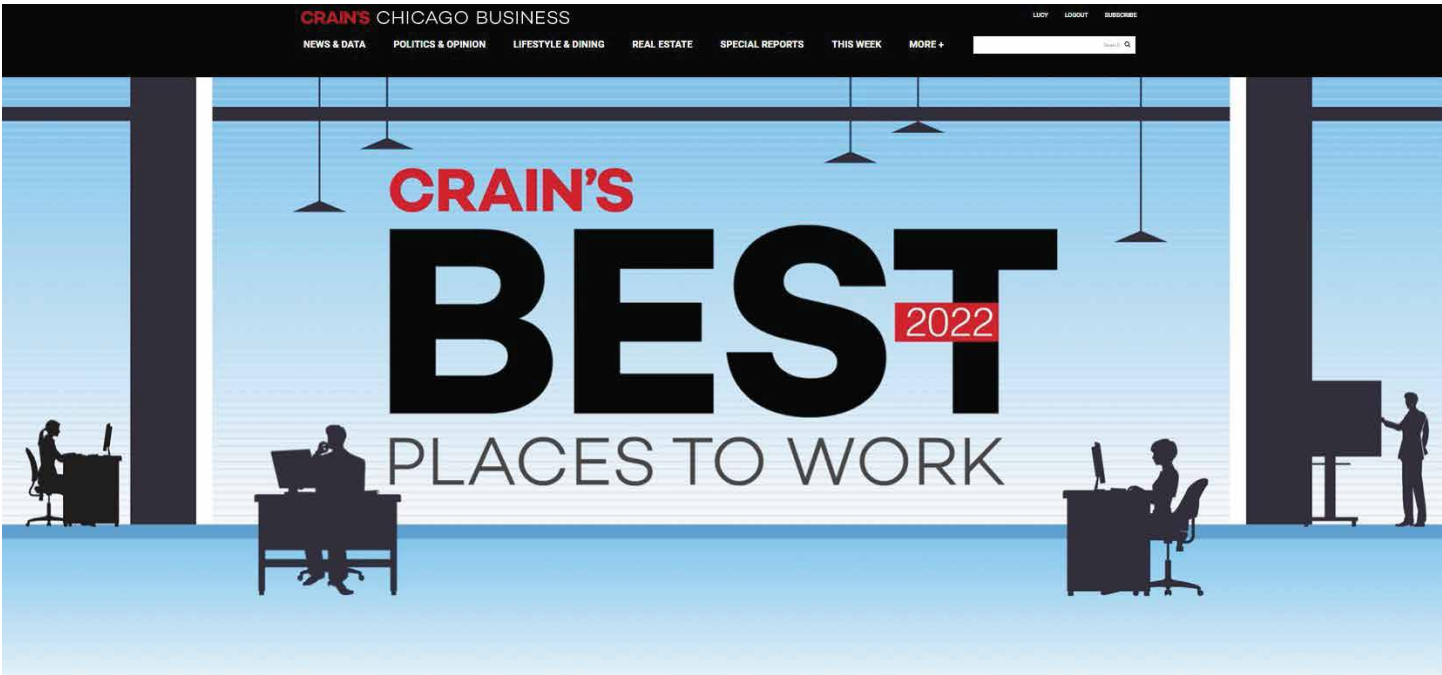 CRAIN'S CHICAGO BUSINESS
LUCY LOGOUT SUBSCRIBE
NEWS & DATA POLITICS & OPINION LIFESTYLE & DINING REAL ESTATE SPECIAL REPORTS THIS WEEK MORE +
Search
CRAIN'S
BEST
2022
PLACES TO WORK